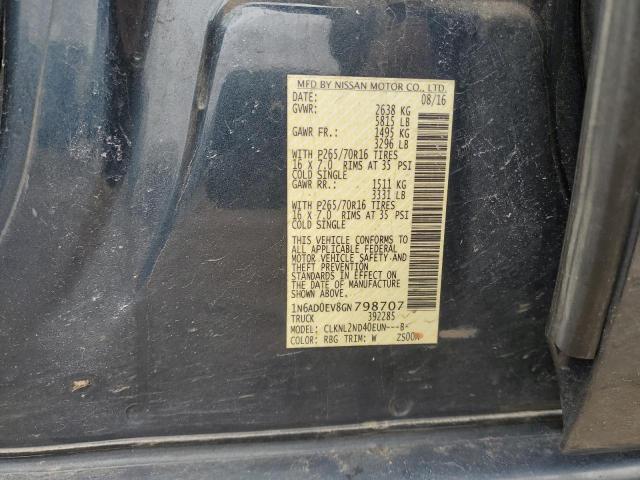 MFD BY NISSAN MOTOR CO., LTD.
DATE: 08/16
GVWR: 2638 KG
5815 LB
GAWR FR.: 1495 KG
3296 LB
WITH P265/70R16 TIRES
16 X 7.0 RIMS AT 35 PSI
COLD SINGLE
GAWR RR.: 1511 KG
3331 LB
WITH P265/70R16 TIRES
16 X 7.0 RIMS AT 35 PSI
COLD SINGLE
THIS VEHICLE CONFORMS TO
ALL APPLICABLE FEDERAL
MOTOR VEHICLE SAFETY AND
THEFT PREVENTION
STANDARDS IN EFFECT ON
THE DATE OF MANUFACTURE
SHOWN ABOVE.
1N6AD0EV8GN798707
TRUCK 392285
MODEL: CLKNL2ND40EUN---B-
COLOR: RBG TRIM: W